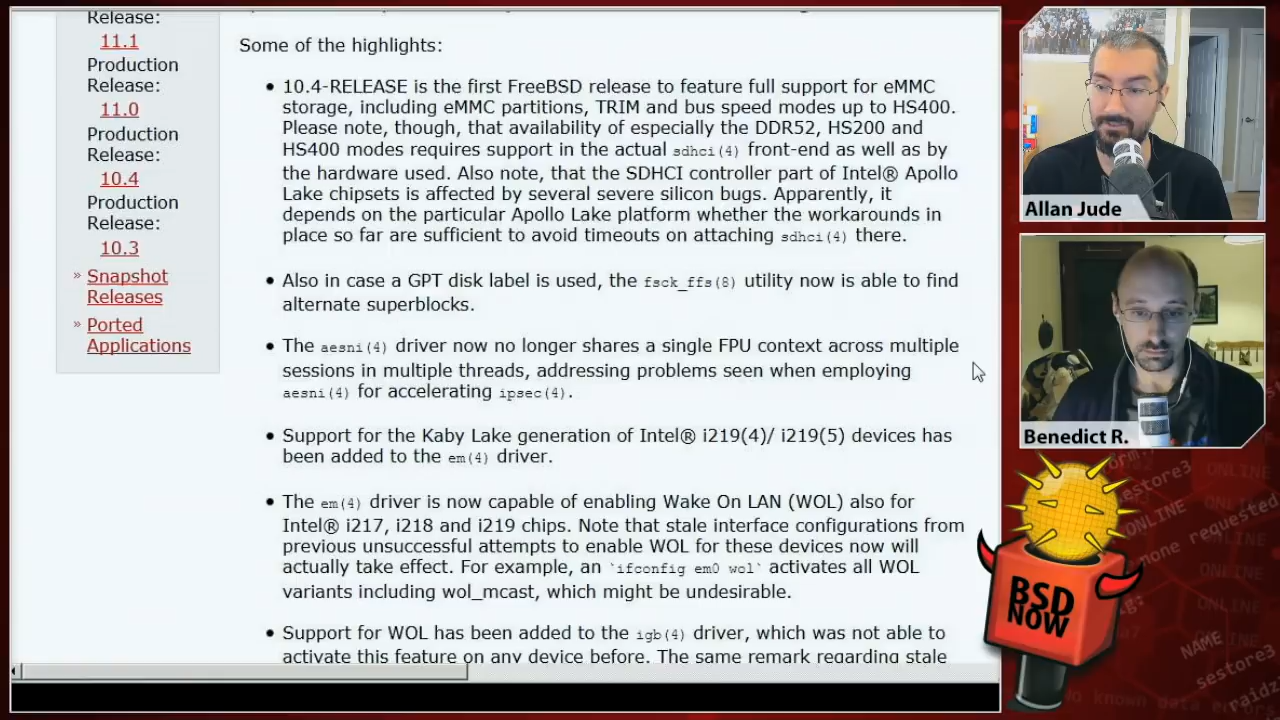 Release:
11.1
Production
Release:
11.0
Production
Release:
10.4
Production
Release:
10.3
» Snapshot
Releases
» Ported
Applications
Some of the highlights:
• 10.4-RELEASE is the first FreeBSD release to feature full support for eMMC
storage, including eMMC partitions, TRIM and bus speed modes up to HS400.
Please note, though, that availability of especially the DDR52, HS200 and
HS400 modes requires support in the actual sdhci(4) front-end as well as by
the hardware used. Also note, that the SDHCI controller part of Intel® Apollo
Lake chipsets is affected by several severe silicon bugs. Apparently, it
depends on the particular Apollo Lake platform whether the workarounds in
place so far are sufficient to avoid timeouts on attaching sdhci(4) there.
• Also in case a GPT disk label is used, the fsck_ffs(8) utility now is able to find
alternate superblocks.
• The aesni(4) driver now no longer shares a single FPU context across multiple
sessions in multiple threads, addressing problems seen when employing
aesni(4) for accelerating ipsec(4).
• Support for the Kaby Lake generation of Intel® i219(4)/ i219(5) devices has
been added to the em(4) driver.
• The em(4) driver is now capable of enabling Wake On LAN (WOL) also for
Intel® i217, i218 and i219 chips. Note that stale interface configurations from
previous unsuccessful attempts to enable WOL for these devices now will
actually take effect. For example, an `ifconfig em0 wol` activates all WOL
variants including wol_mcast, which might be undesirable.
• Support for WOL has been added to the igb(4) driver, which was not able to
activate this feature on any device before. The same remark regarding stale
Allan Jude
Benedict R.
BSD
NOW
estore3
ONLINE
ONLINE
none requested
ONLINE
ONLINE
NAME
sestore3
raidz
No known data errors